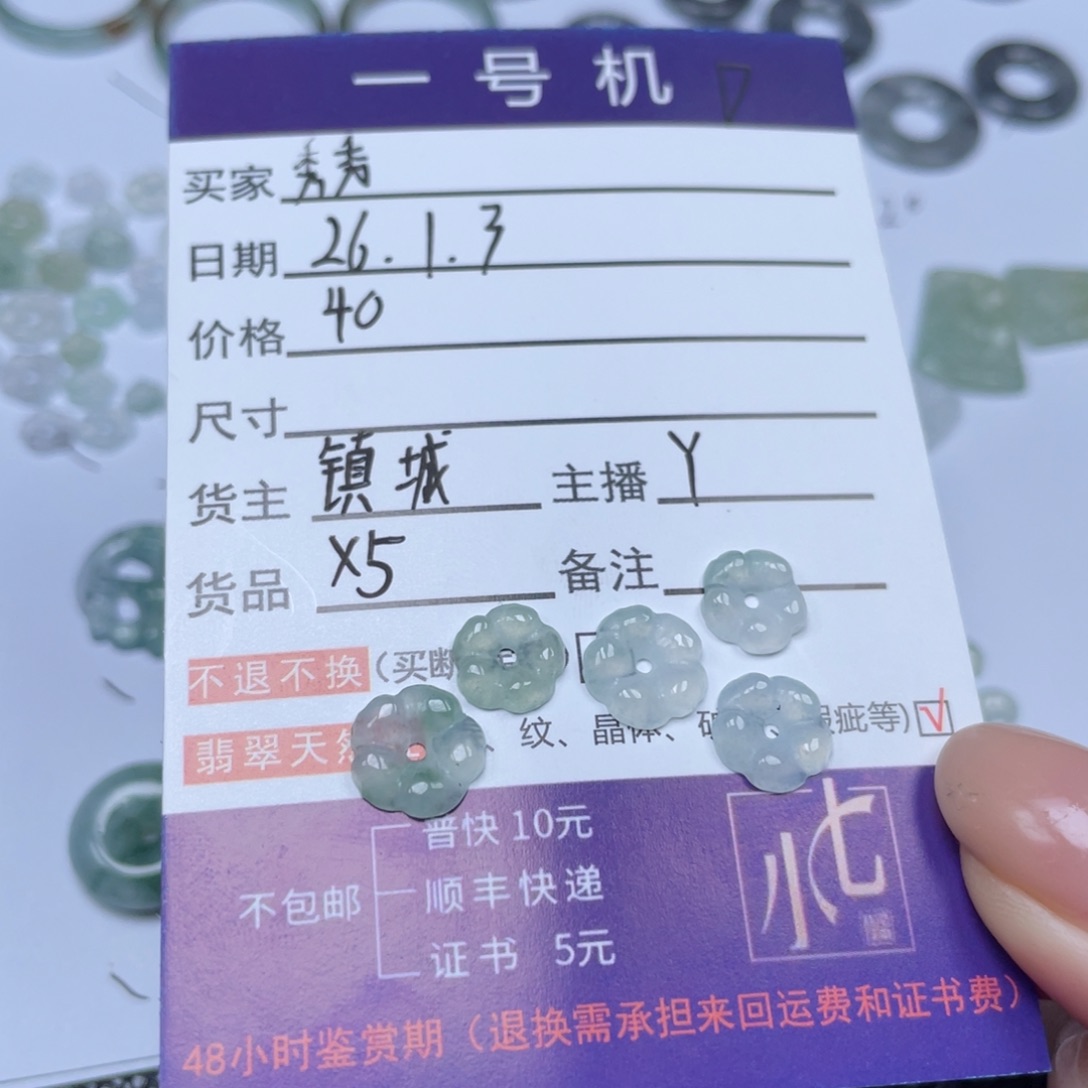 一号机
买家 秀秀
日期 26.1.3
价格 40
尺寸
货主 镇城 主播 Y
货品 X5 备注
不退不换(买断
翡翠天然 纹、晶体、 瑕疵等)√
普快10元
不包邮 顺丰快递
证书 5元
小七
48小时鉴赏期(退换需承担来回运费和证书费)